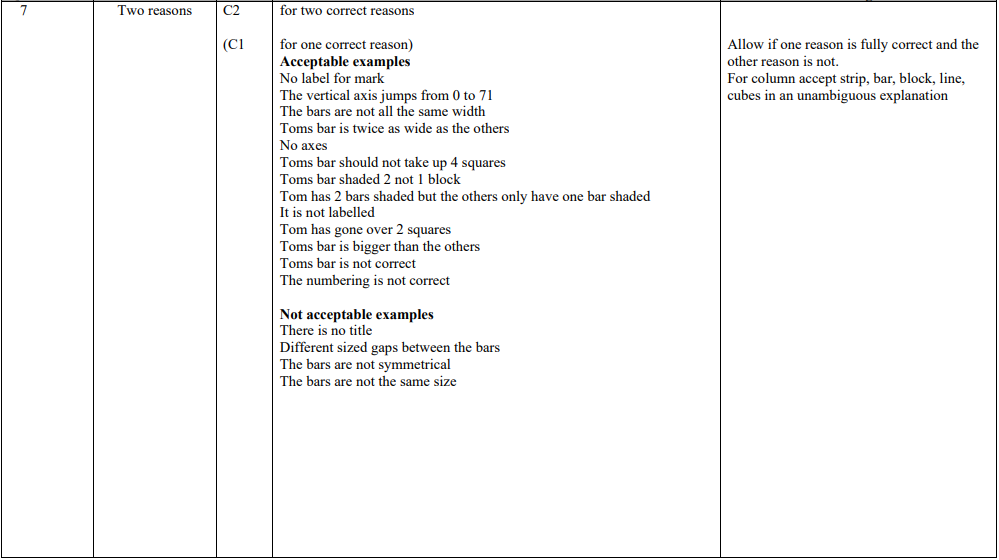 7 Two reasons C2 for two correct reasons
(C1 for one correct reason) Allow if one reason is fully correct and the
Acceptable examples other reason is not.
No label for mark For column accept strip, bar, block, line,
The vertical axis jumps from 0 to 71 cubes in an unambiguous explanation
The bars are not all the same width
Toms bar is twice as wide as the others
No axes
Toms bar should not take up 4 squares
Toms bar shaded 2 not 1 block
Tom has 2 bars shaded but the others only have one bar shaded
It is not labelled
Tom has gone over 2 squares
Toms bar is bigger than the others
Toms bar is not correct
The numbering is not correct
Not acceptable examples
There is no title
Different sized gaps between the bars
The bars are not symmetrical
The bars are not the same size